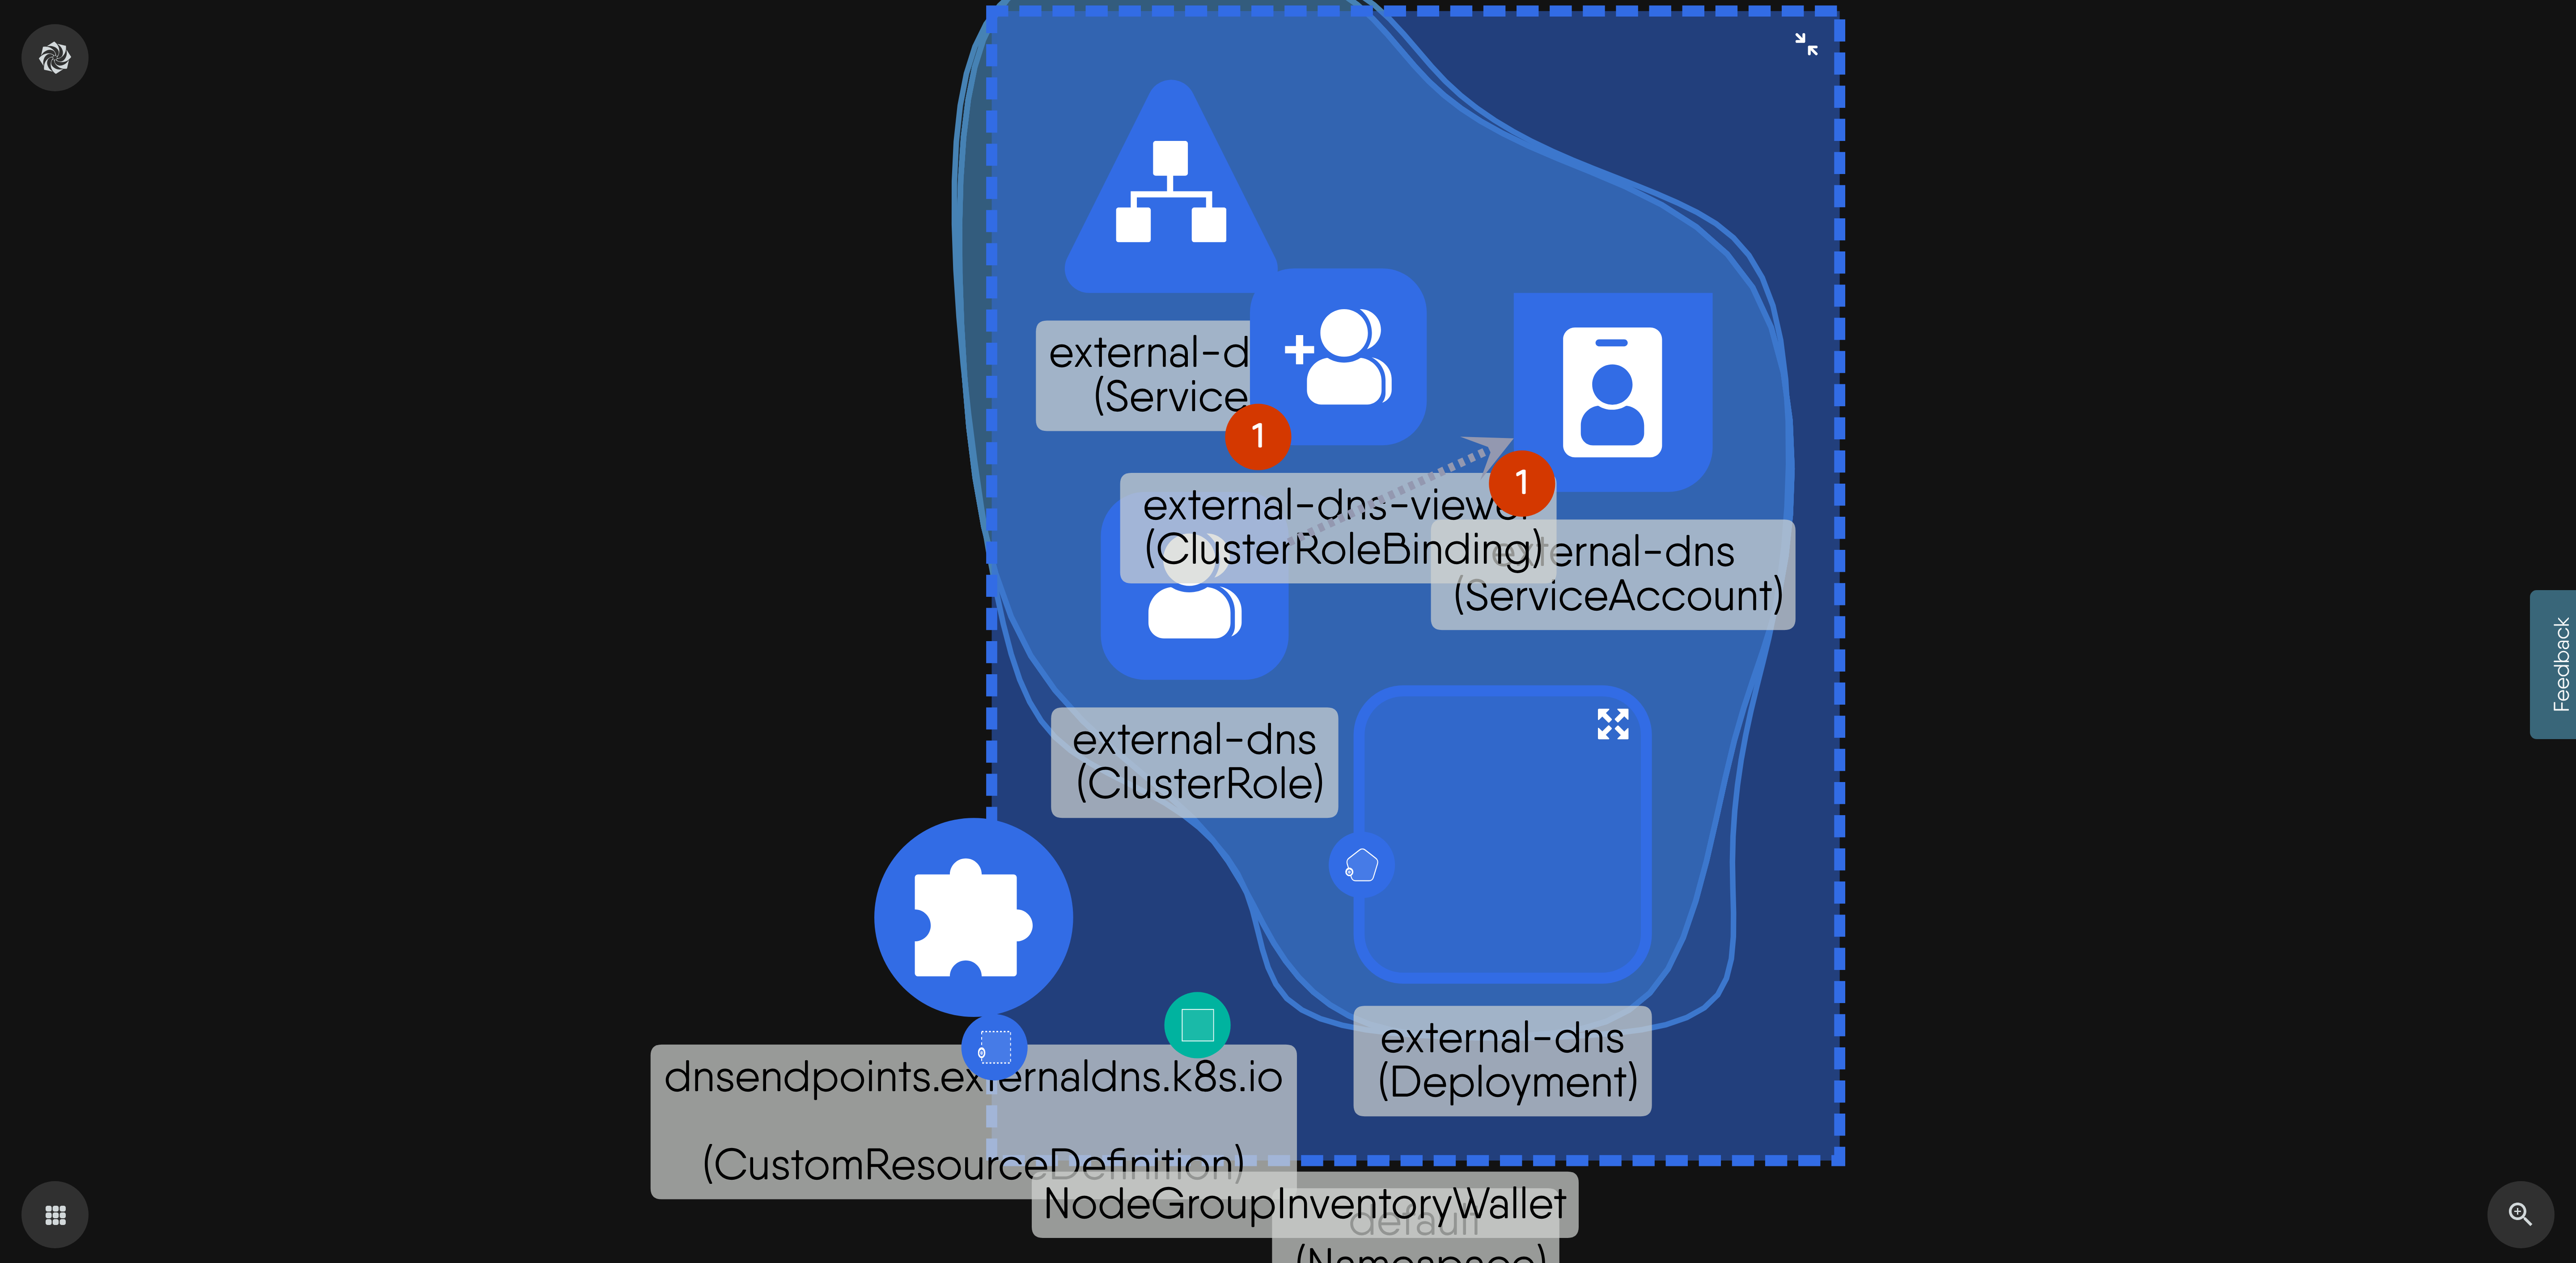 external-d
(Service
1
external-dns-viewer
(ClusterRoleBinding)
1
external-dns
(ServiceAccount)
external-dns
(ClusterRole)
dnsendpoints.externaldns.k8s.io
(CustomResourceDefinition)
external-dns
(Deployment)
NodeGroupInventoryWallet
default
(Namespace)
Feedback